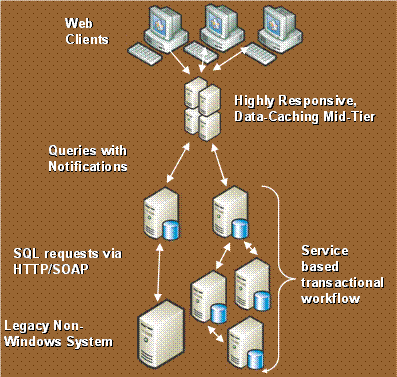 Web
Clients
Highly Responsive,
Data-Caching Mid-Tier
Queries with
Notifications
SQL requests via
HTTP/SOAP
Service
based
transactional
workflow
Legacy Non-
Windows System